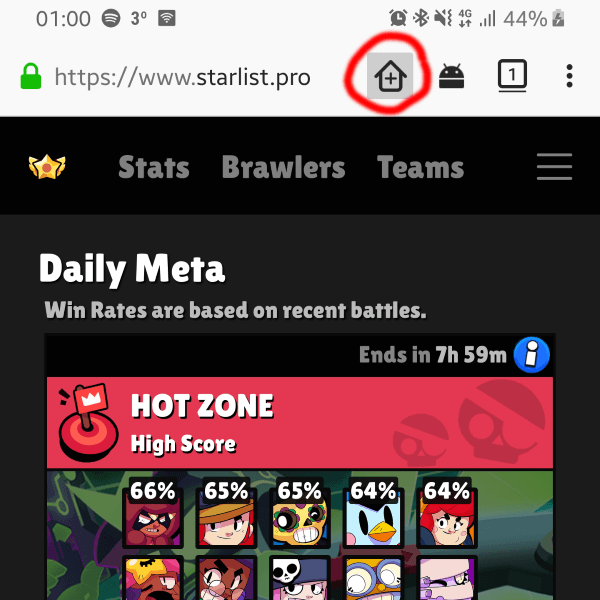 01:00 3° 4G 44%
https://www.starlist.pro 1
Stats Brawlers Teams
Daily Meta
Win Rates are based on recent battles.
Ends in 7h 59m i
HOT ZONE
High Score
66% 65% 65% 64% 64%